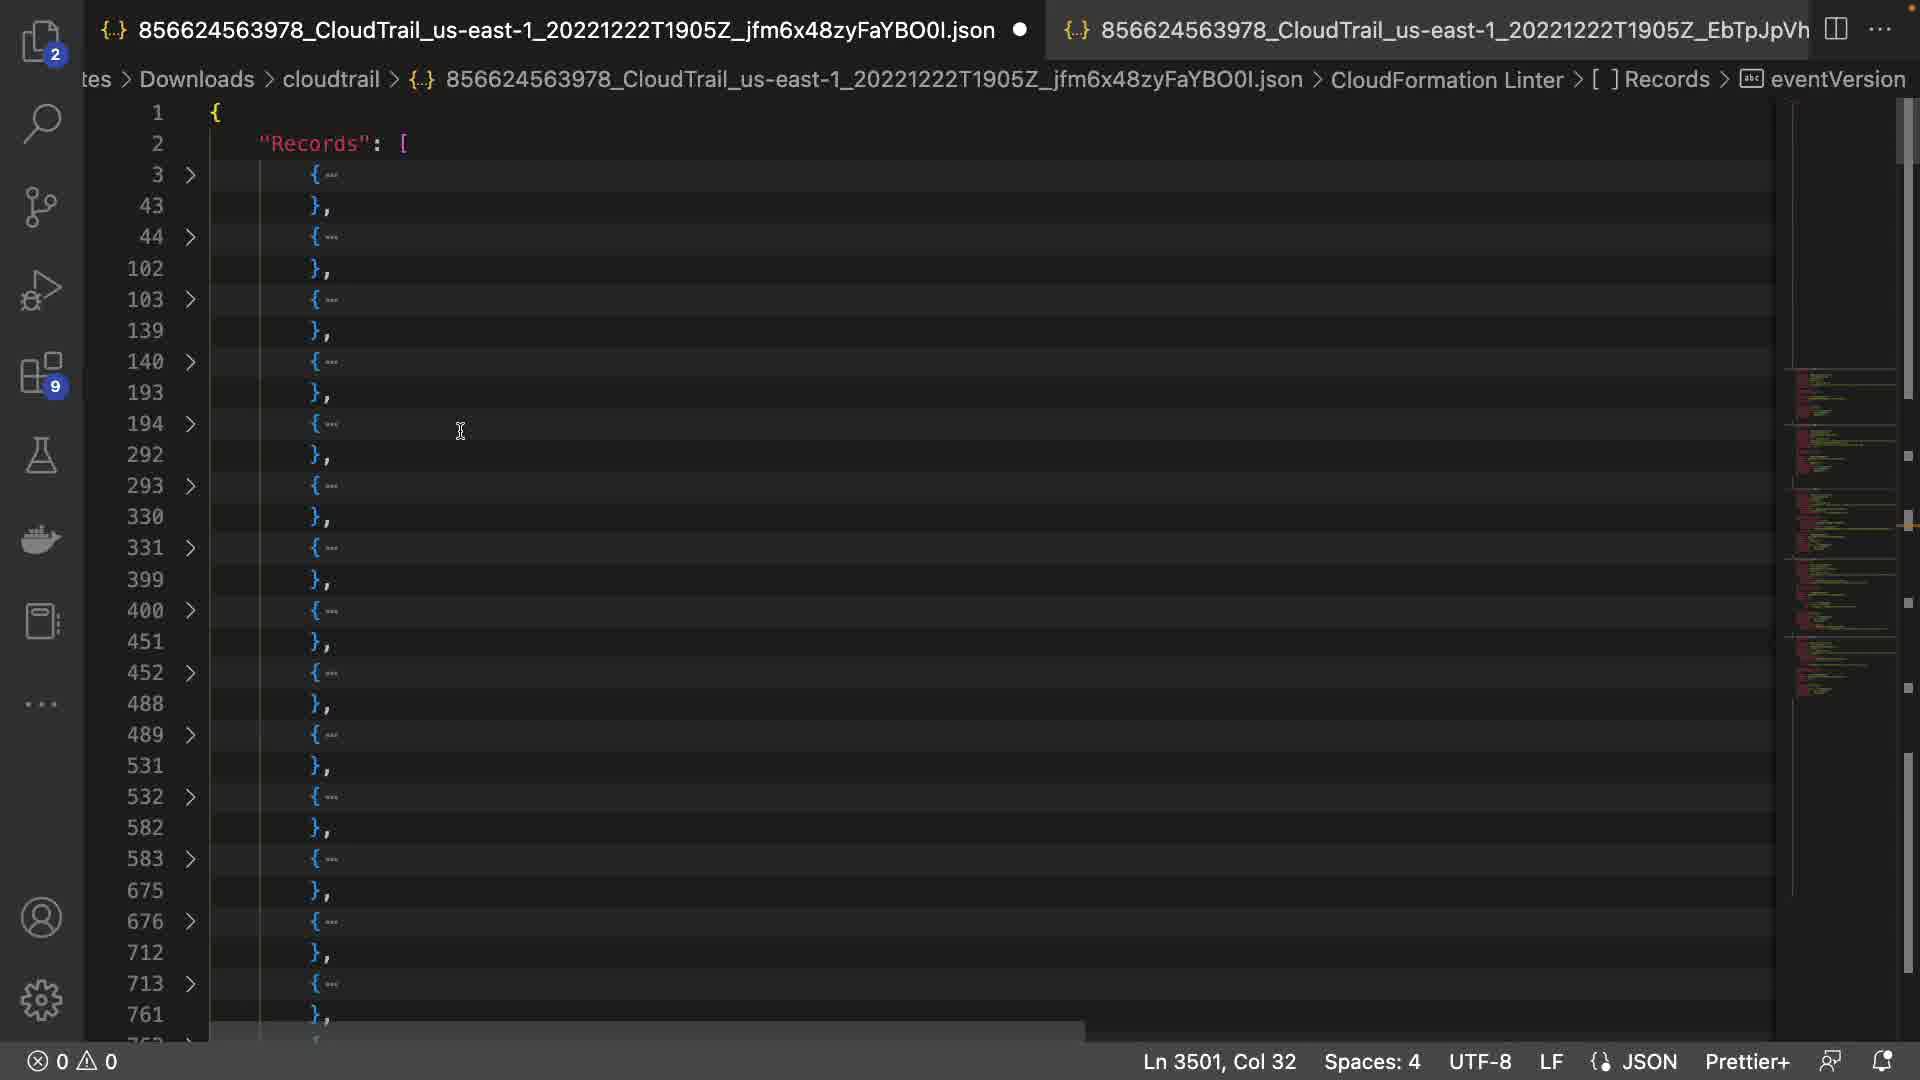 856624563978_CloudTrail_us-east-1_20221222T1905Z_jfm6x48zyFaYBO0I.json
856624563978_CloudTrail_us-east-1_20221222T1905Z_EbTpJpVh
tes > Downloads > cloudtrail > {..} 856624563978_CloudTrail_us-east-1_20221222T1905Z_jfm6x48zyFaYBO0I.json > CloudFormation Linter > [ ] Records > abc eventVersion
1 {
2 "Records": [
3 > {⋯
43 },
44 > {⋯
102 },
103 > {⋯
139 },
140 > {⋯
193 },
194 > {⋯
292 },
293 > {⋯
330 },
331 > {⋯
399 },
400 > {⋯
451 },
452 > {⋯
488 },
489 > {⋯
531 },
532 > {⋯
582 },
583 > {⋯
675 },
676 > {⋯
712 },
713 > {⋯
761 },
2
9
0 0 Ln 3501, Col 32 Spaces: 4 UTF-8 LF JSON Prettier+